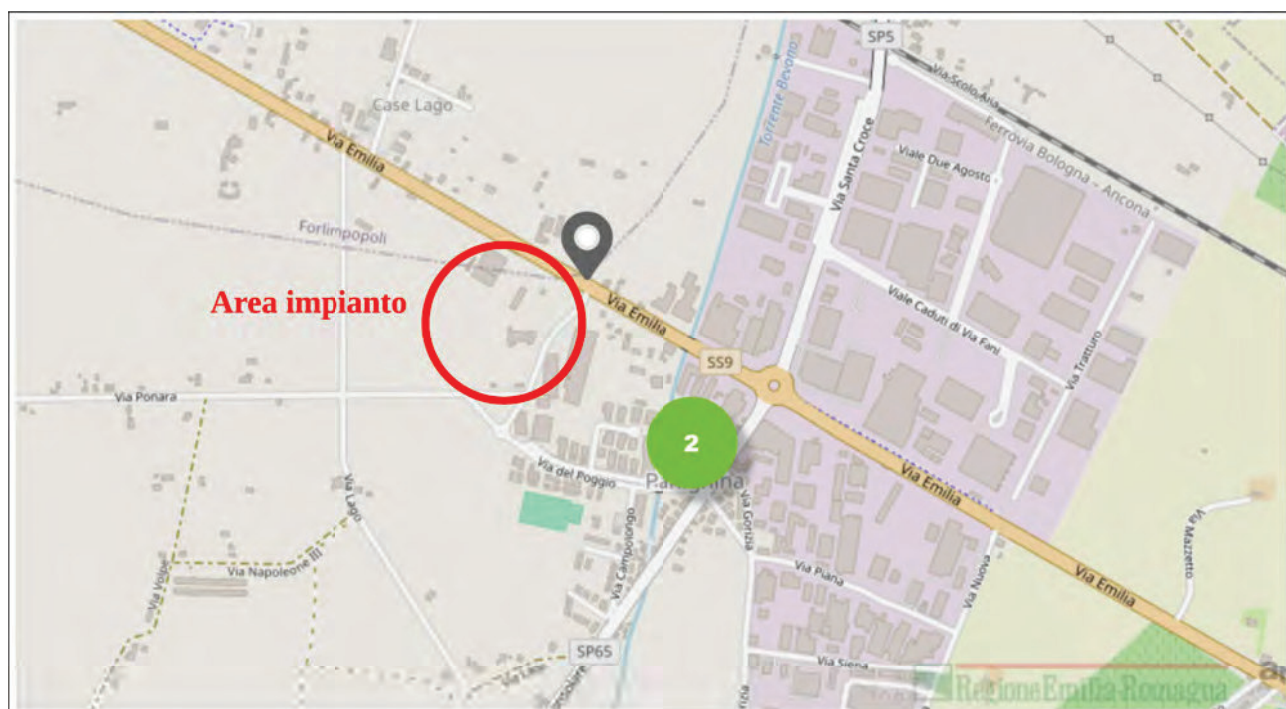 SP5
Via Scolo Aria
Case Lago
Torrente Bevano
Ferrovia Bologna - Ancona
Via Emilia
Viale Due Agosto
Via Santa Croce
Forlimpopoli
Area impianto
Via Emilia
Viale Caduti di Via Fani
SS9
Via Tratturo
Via Ponara
2
Via del Poggio
Via Emilia
Via Lago
Via Gorizia
Via Mazzetto
Via Campolongo
Via Napoleone III
Via Volpe
Via Piana
Via Nuova
Via Emilia
SP65
Via Siena
Regione Emilia-Romagna